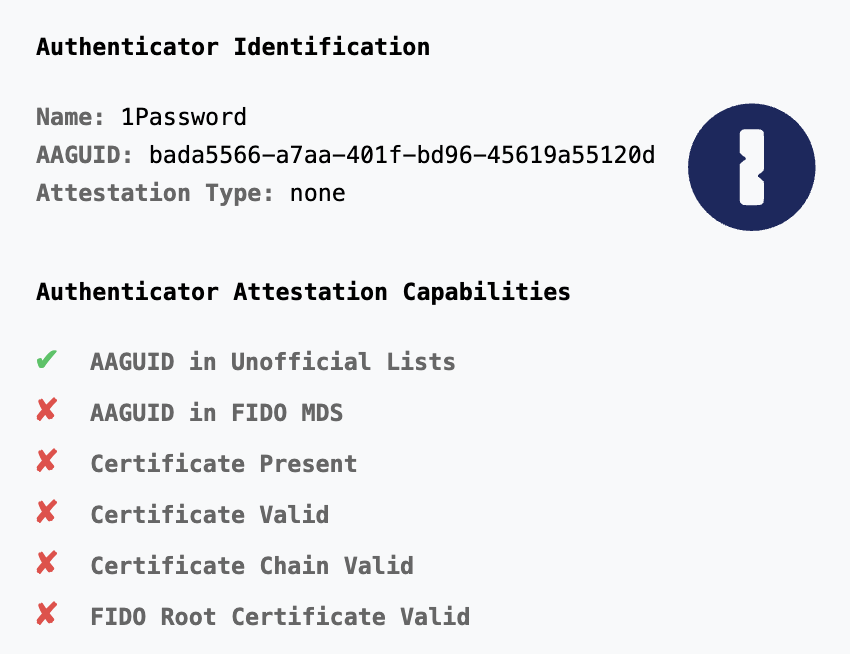 Authenticator Identification
Name: 1Password
AAGUID: bada5566-a7aa-401f-bd96-45619a55120d
Attestation Type: none
Authenticator Attestation Capabilities
✔ AAGUID in Unofficial Lists
✘ AAGUID in FIDO MDS
✘ Certificate Present
✘ Certificate Valid
✘ Certificate Chain Valid
✘ FIDO Root Certificate Valid